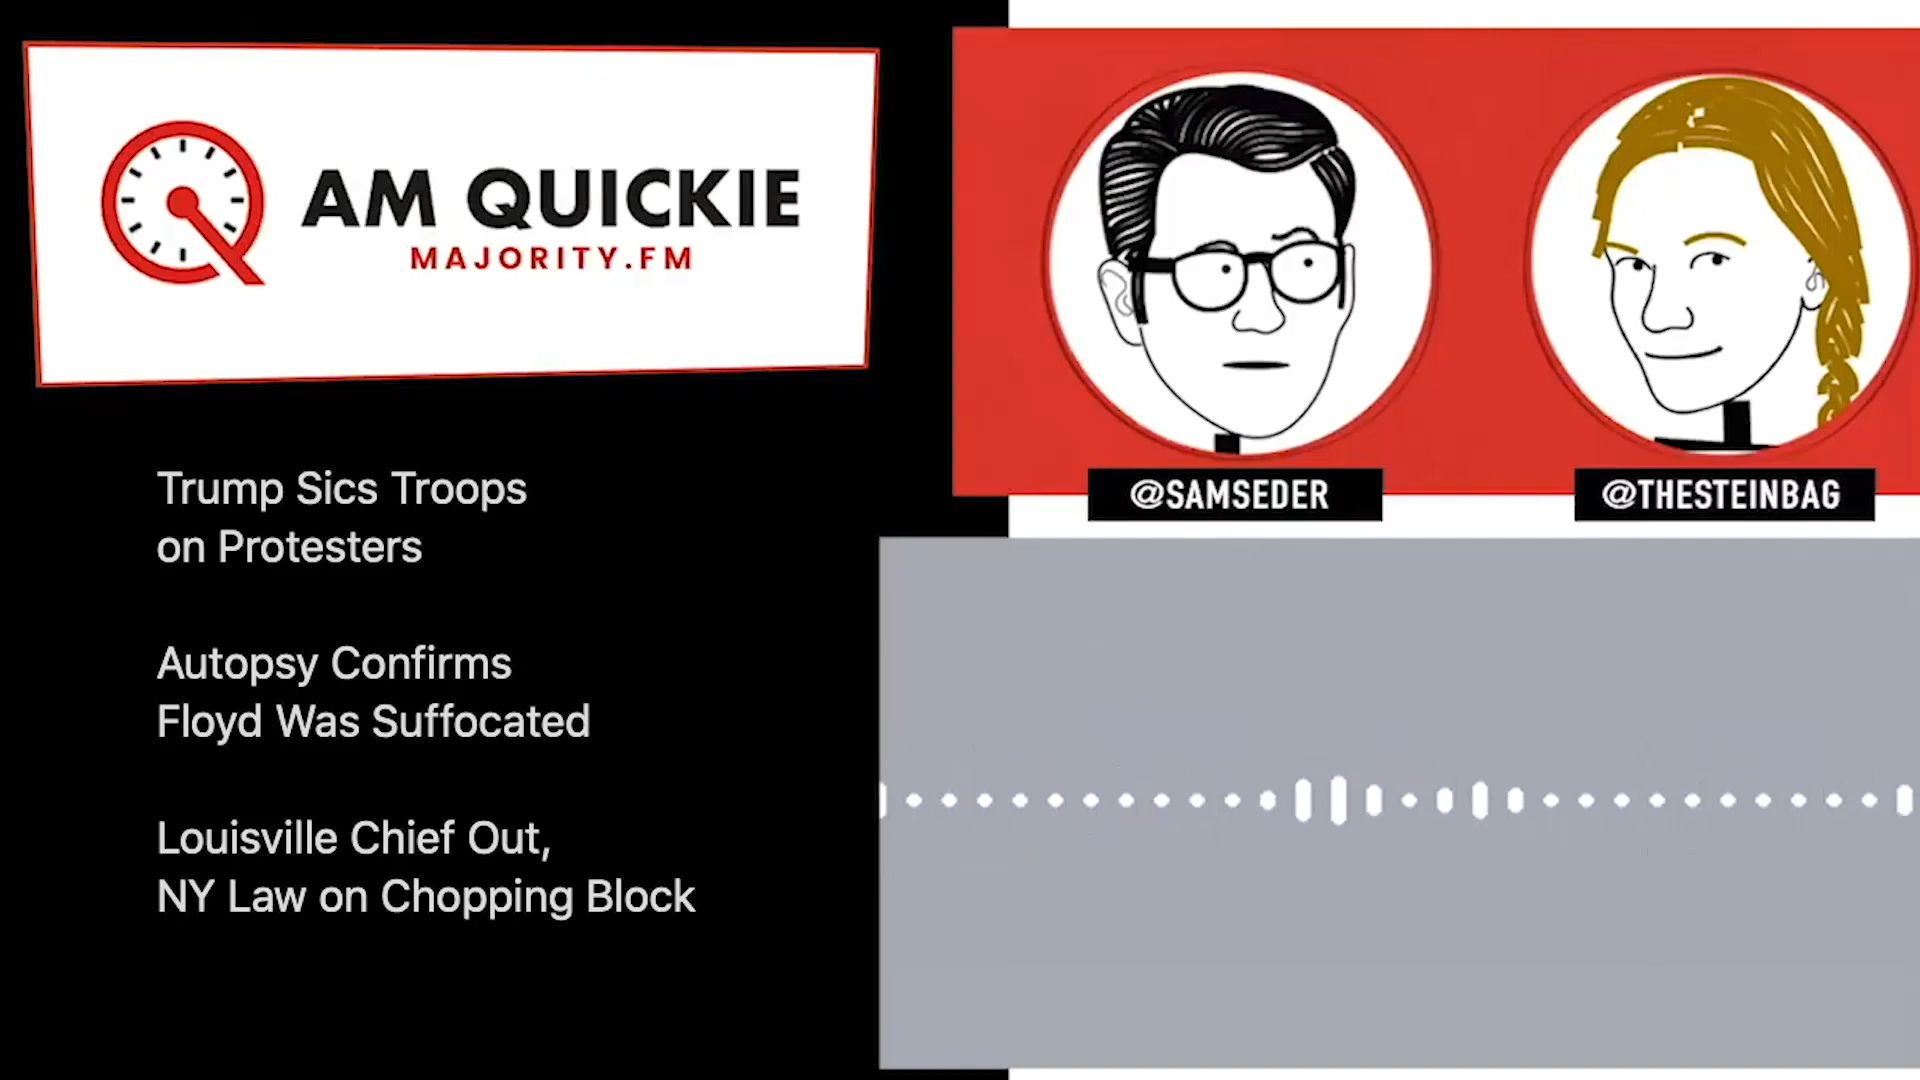 AM QUICKIE
MAJORITY.FM
Trump Sics Troops
on Protesters
Autopsy Confirms
Floyd Was Suffocated
Louisville Chief Out,
NY Law on Chopping Block
@SAMSEDER
@THESTEINBAG